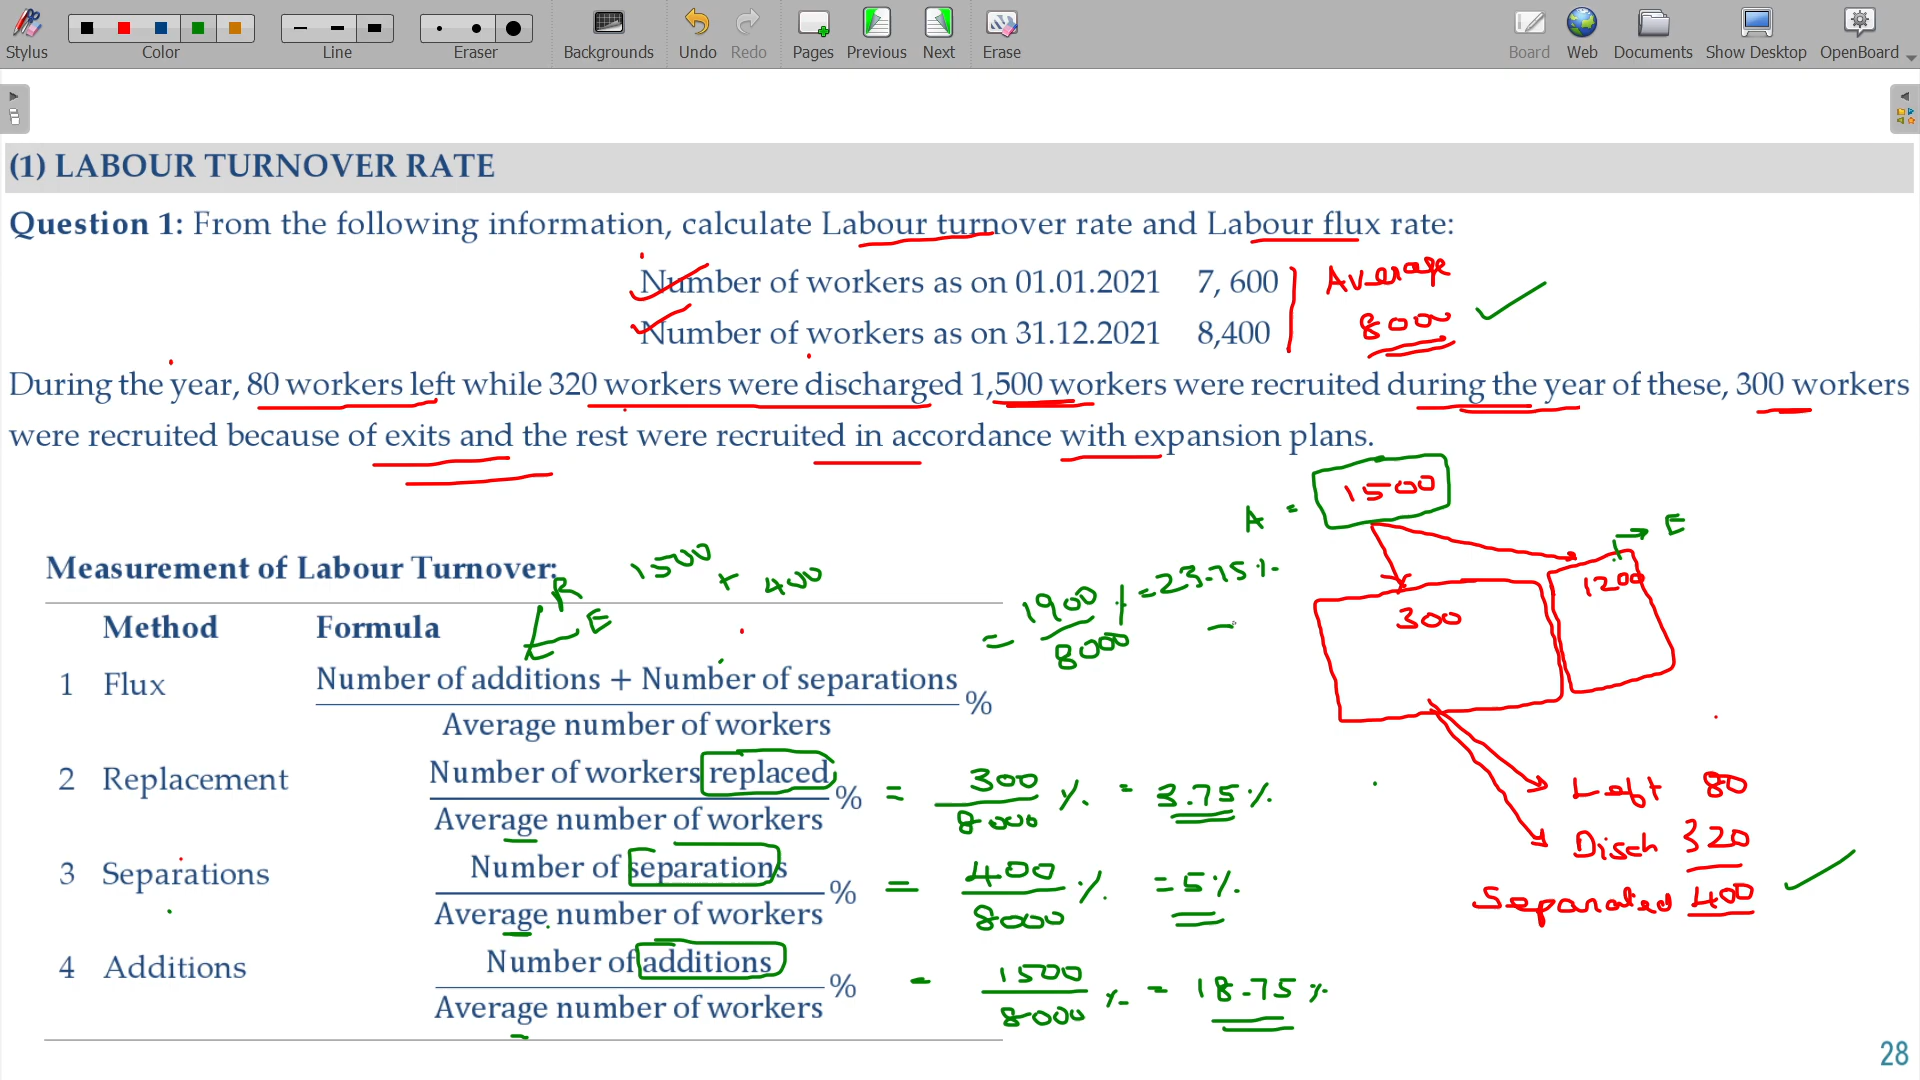 Stylus Color Line Eraser Backgrounds Undo Redo Pages Previous Next Erase Board Web Documents Show Desktop OpenBoard
(1) LABOUR TURNOVER RATE
Question 1: From the following information, calculate Labour turnover rate and Labour flux rate:
Number of workers as on 01.01.2021 7, 600
Average
Number of workers as on 31.12.2021 8,400
8000
During the year, 80 workers left while 320 workers were discharged 1,500 workers were recruited during the year of these, 300 workers
were recruited because of exits and the rest were recruited in accordance with expansion plans.
A = 1500
→ E
1200
300
Measurement of Labour Turnover:
R
E
1500 + 400
Method Formula
= 1900 / 8000 % = 23.75%
1 Flux
Number of additions + Number of separations
%
Average number of workers
2 Replacement
Number of workers replaced
% = 300 / 8000 % = 3.75%
Average number of workers
Left 80
Disch 320
Separated 400
3 Separations
Number of separations
% = 400 / 8000 % = 5%
Average number of workers
4 Additions
Number of additions
% = 1500 / 8000 % = 18.75%
Average number of workers
28